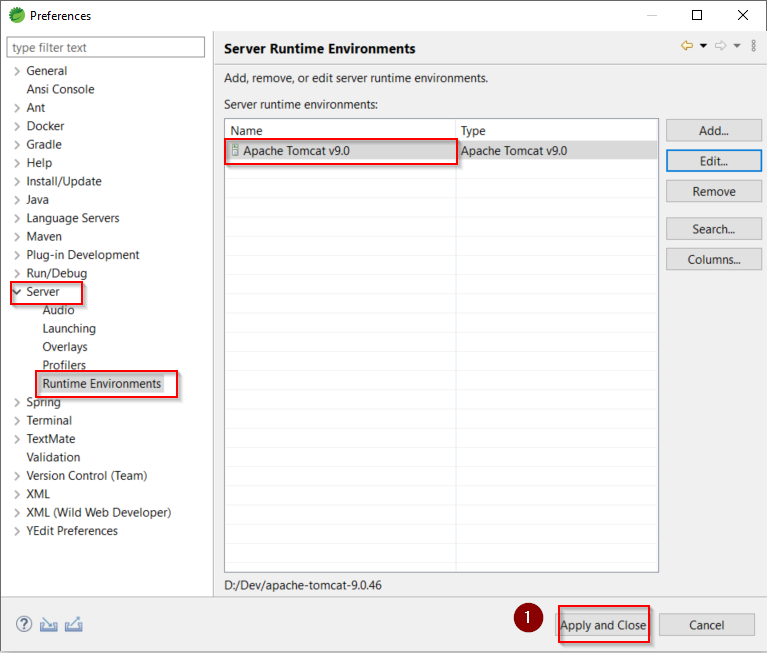 Preferences
type filter text
General
Ansi Console
Ant
Docker
Gradle
Help
Install/Update
Java
Language Servers
Maven
Plug-in Development
Run/Debug
Server
Audio
Launching
Overlays
Profilers
Runtime Environments
Spring
Terminal
TextMate
Validation
Version Control (Team)
XML
XML (Wild Web Developer)
YEdit Preferences
Server Runtime Environments
Add, remove, or edit server runtime environments.
Server runtime environments:
Name Type
Apache Tomcat v9.0 Apache Tomcat v9.0
Add...
Edit...
Remove
Search...
Columns...
D:/Dev/apache-tomcat-9.0.46
? 1 Apply and Close Cancel